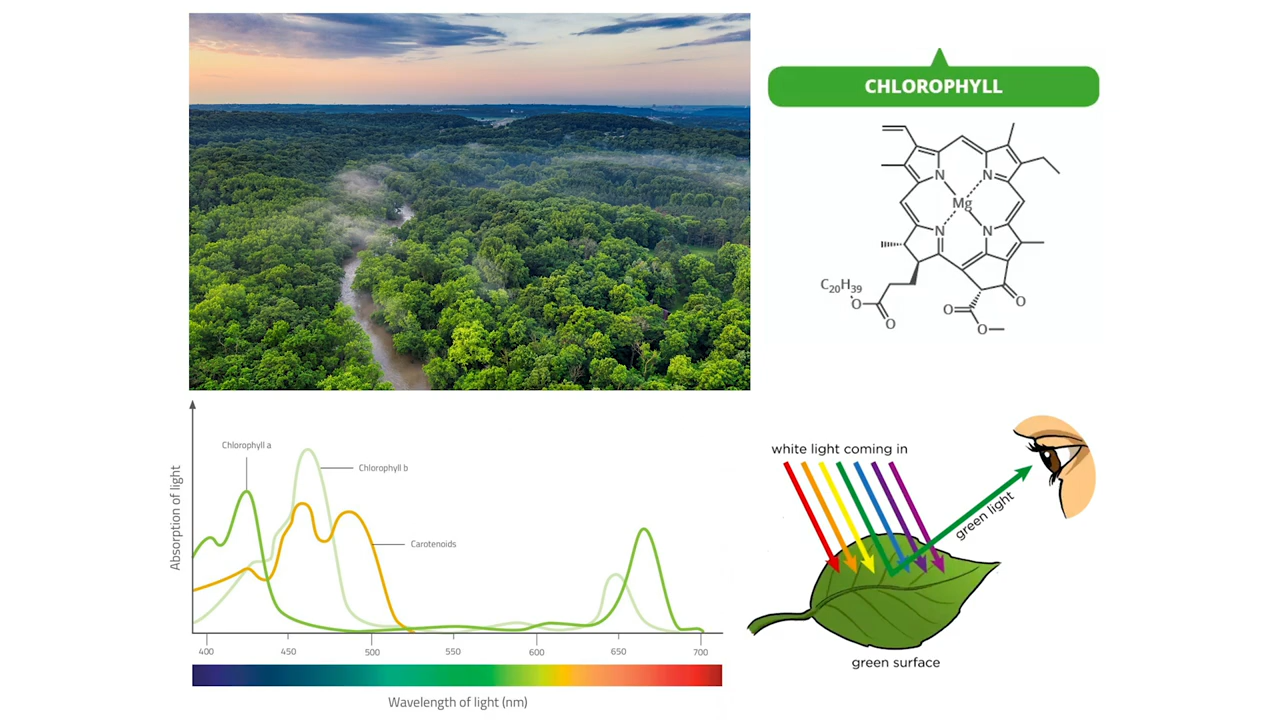 CHLOROPHYLL
N
N
Mg
N
N
C₂₀H₃₉
O
O
O
O
O
Chlorophyll a
Chlorophyll b
Carotenoids
Absorption of light
400 450 500 550 600 650 700
Wavelength of light (nm)
white light coming in
green light
green surface